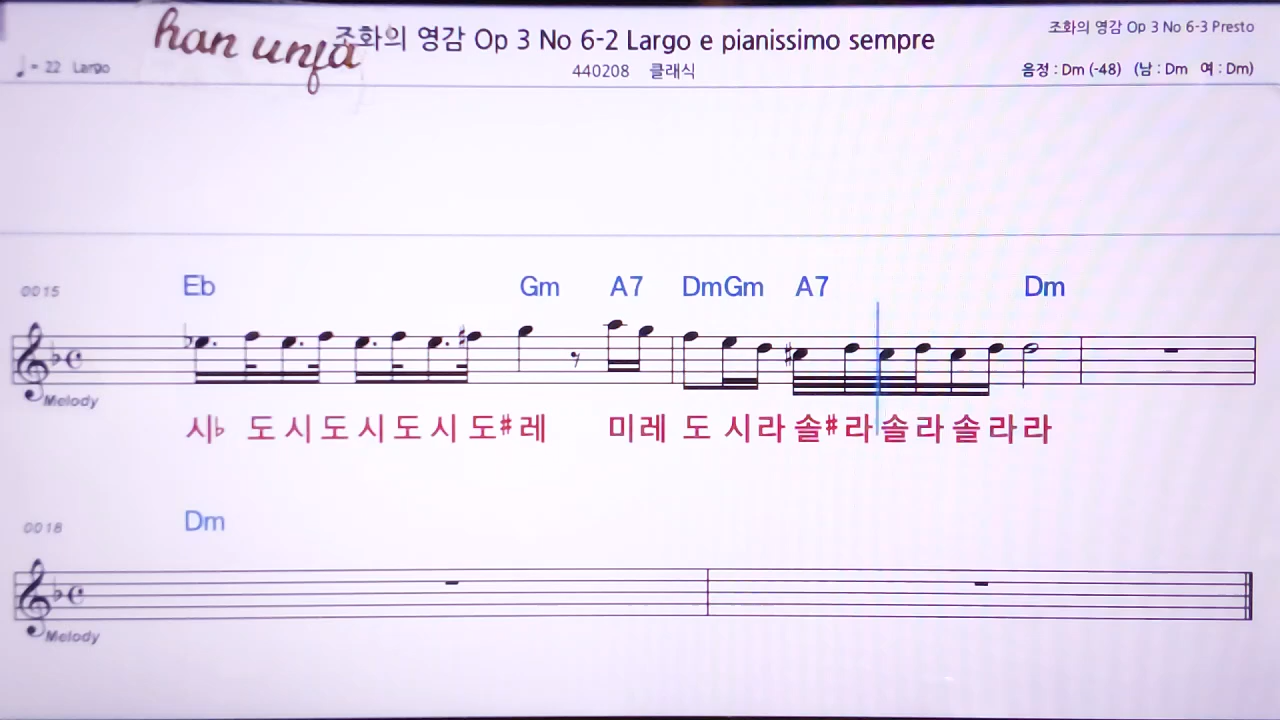 han unfa
조화의 영감 Op 3 No 6-2 Largo e pianissimo sempre
조화의 영감 Op 3 No 6-3 Presto
♩= 22 Largo
440208 클래식
음정 : Dm (-48) (남 : Dm 여 : Dm)
0015 Eb Gm A7 DmGm A7 Dm
Melody
시♭ 도 시 도 시 도 시 도# 레 미 레 도 시 라 솔# 라 솔 라 솔 라 라
0018 Dm
Melody